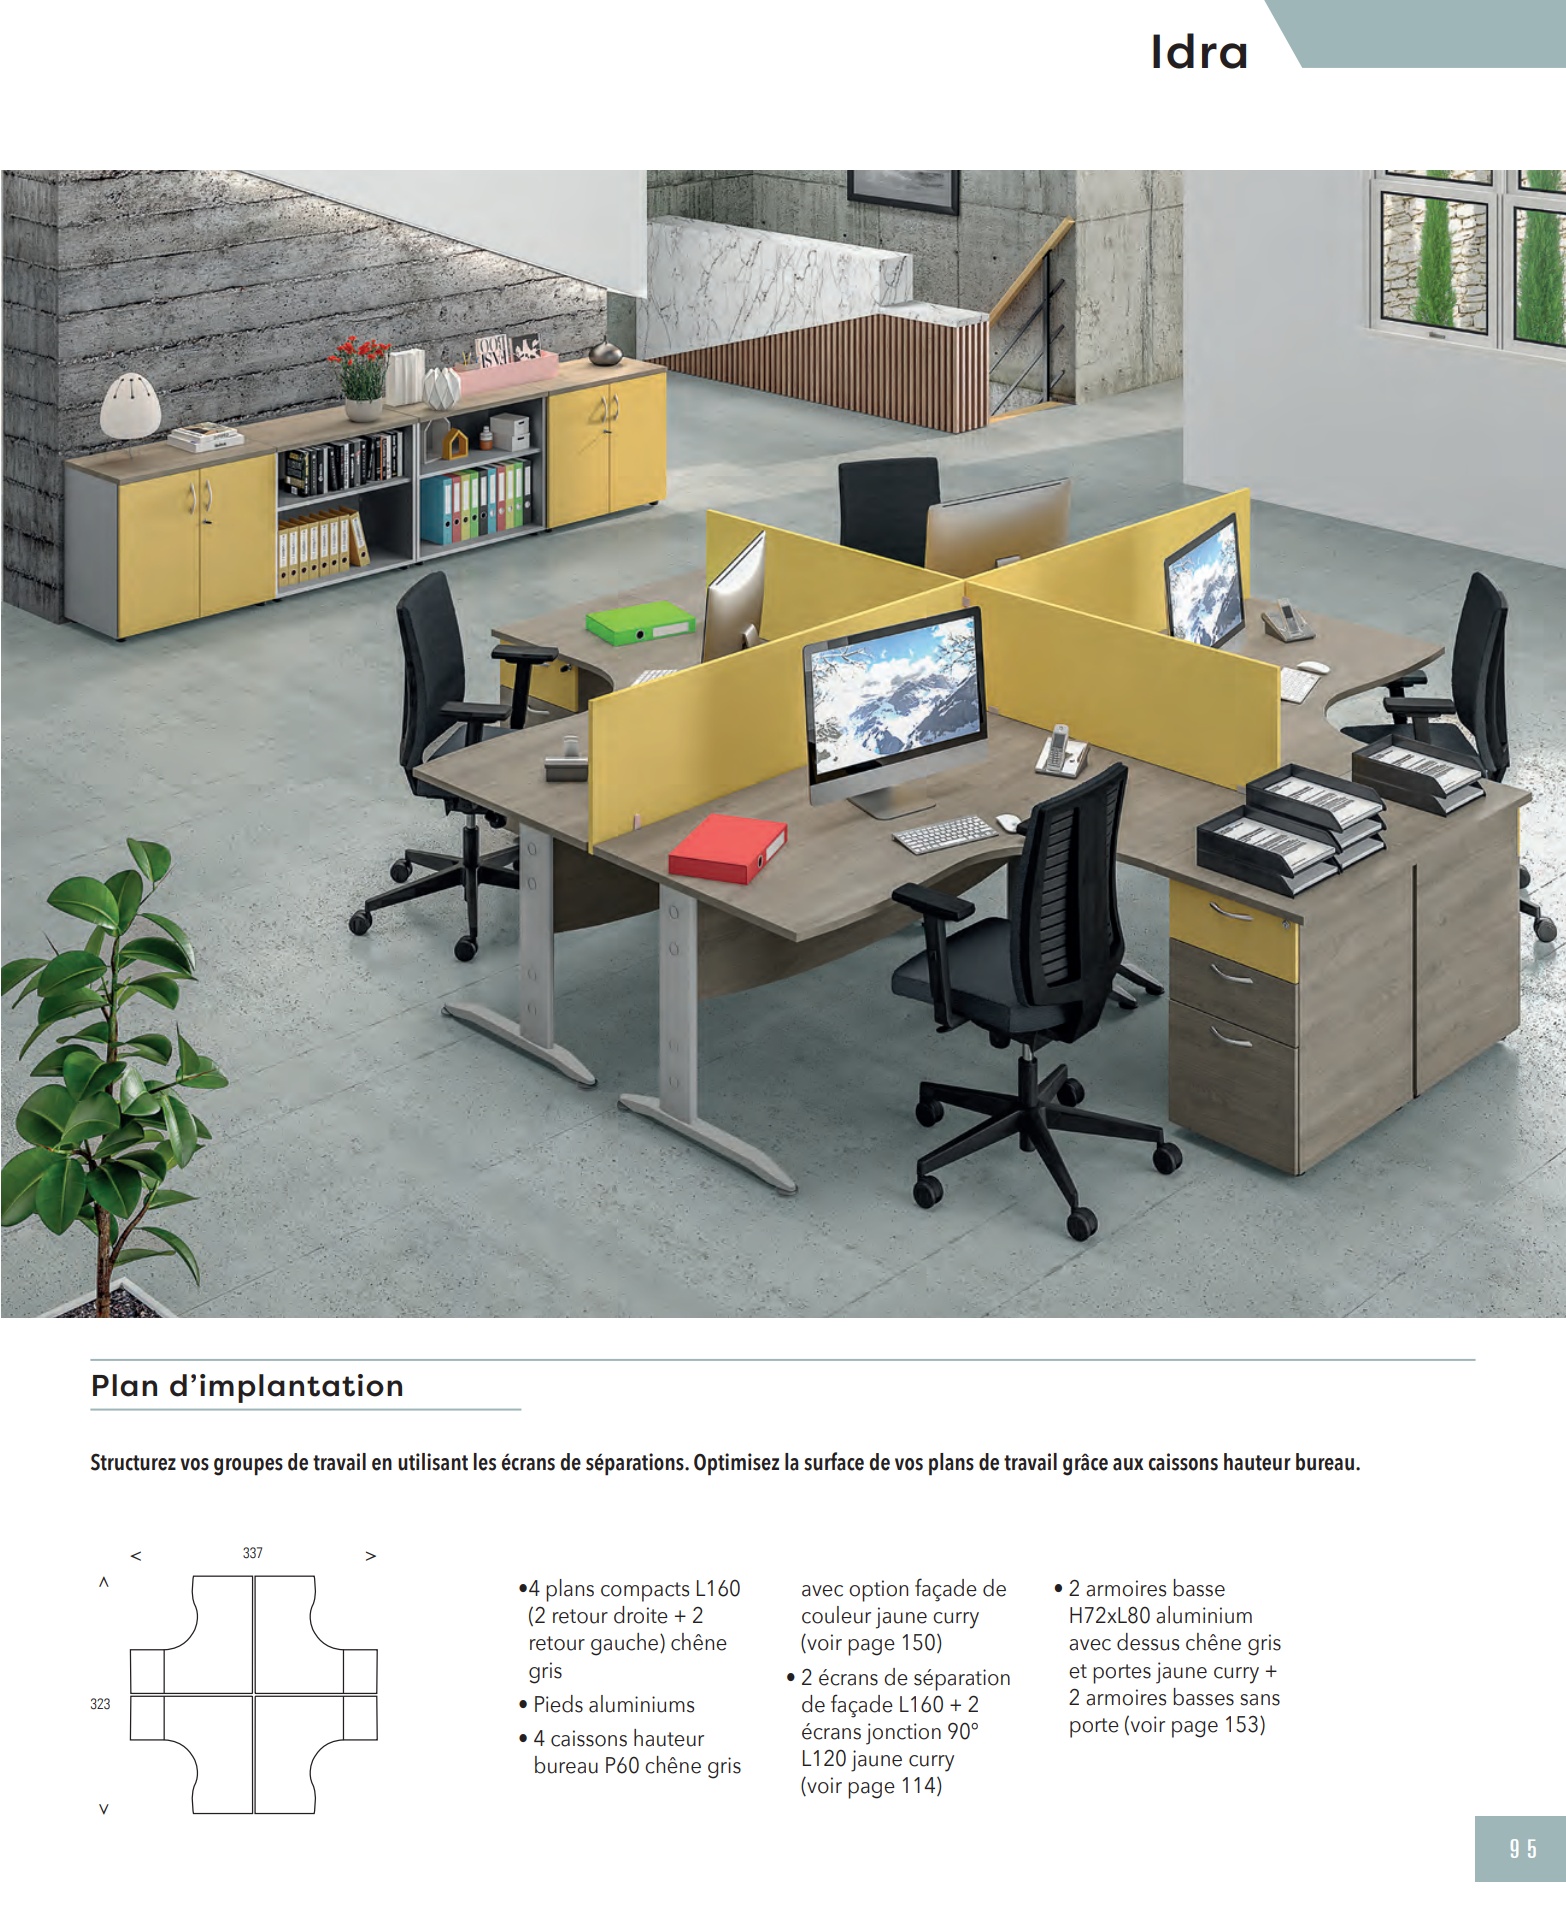 Idra
Plan d'implantation
Structurez vos groupes de travail en utilisant les écrans de séparations. Optimisez la surface de vos plans de travail grâce aux caissons hauteur bureau.
< 337 >
323
•4 plans compacts L160
(2 retour droite + 2
retour gauche) chêne
gris
• Pieds aluminiums
• 4 caissons hauteur
bureau P60 chêne gris
avec option façade de
couleur jaune curry
(voir page 150)
• 2 écrans de séparation
de façade L160 + 2
écrans jonction 90º
L120 jaune curry
(voir page 114)
• 2 armoires basse
H72xL80 aluminium
avec dessus chêne gris
et portes jaune curry +
2 armoires basses sans
porte (voir page 153)
95